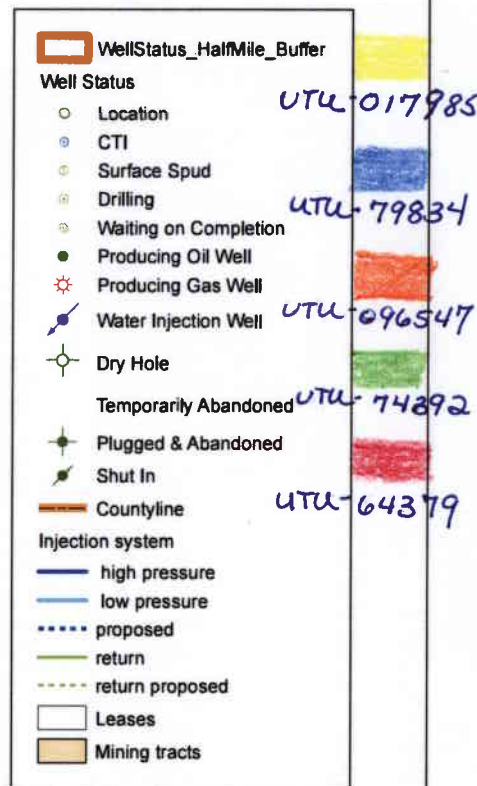 WellStatus_HalfMile_Buffer
Well Status
Location
CTI
Surface Spud
Drilling
Waiting on Completion
Producing Oil Well
Producing Gas Well
Water Injection Well
Dry Hole
Temporarily Abandoned
Plugged & Abandoned
Shut In
Countyline
Injection system
high pressure
low pressure
proposed
return
return proposed
Leases
Mining tracts
UTU-017985
UTU-79834
UTU-096547
UTU-74392
UTU-64379